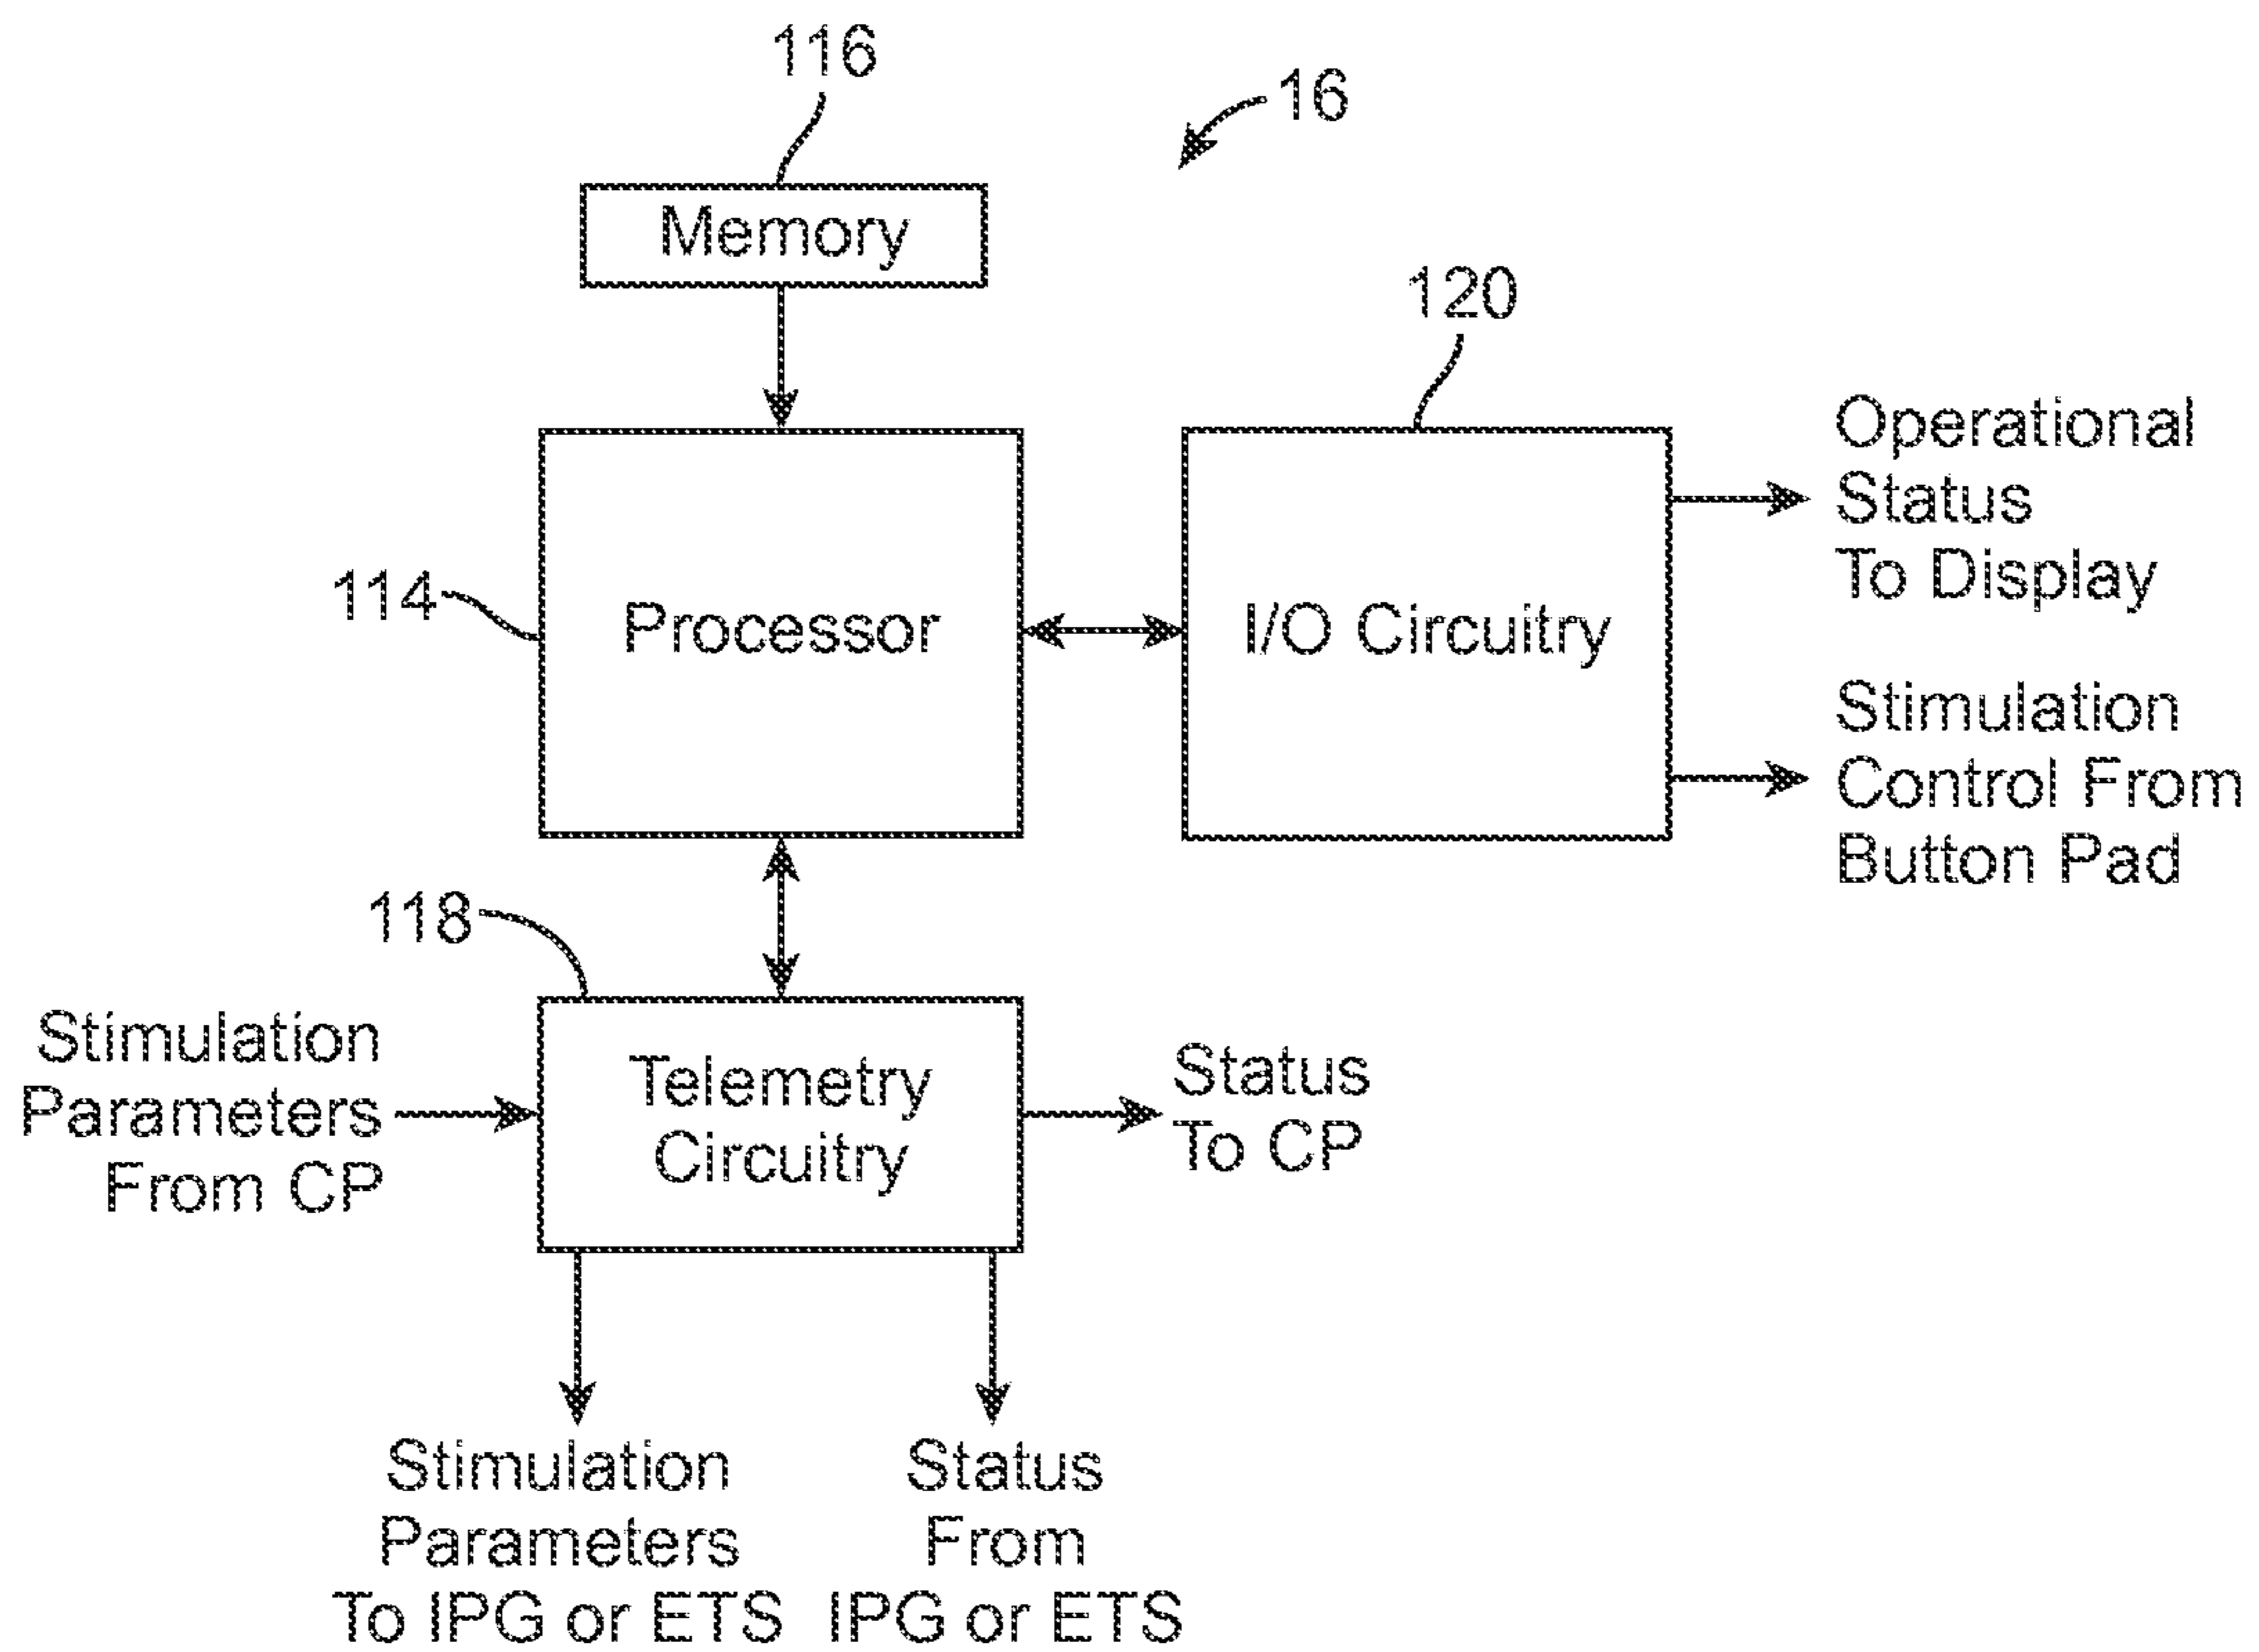 116
16
Memory
120
Operational
Status
To Display
114
Processor
I/O Circuitry
Stimulation
Control From
Button Pad
118
Stimulation
Parameters
From CP
Telemetry
Circuitry
Status
To CP
Stimulation
Parameters
To IPG or ETS
Status
From
IPG or ETS